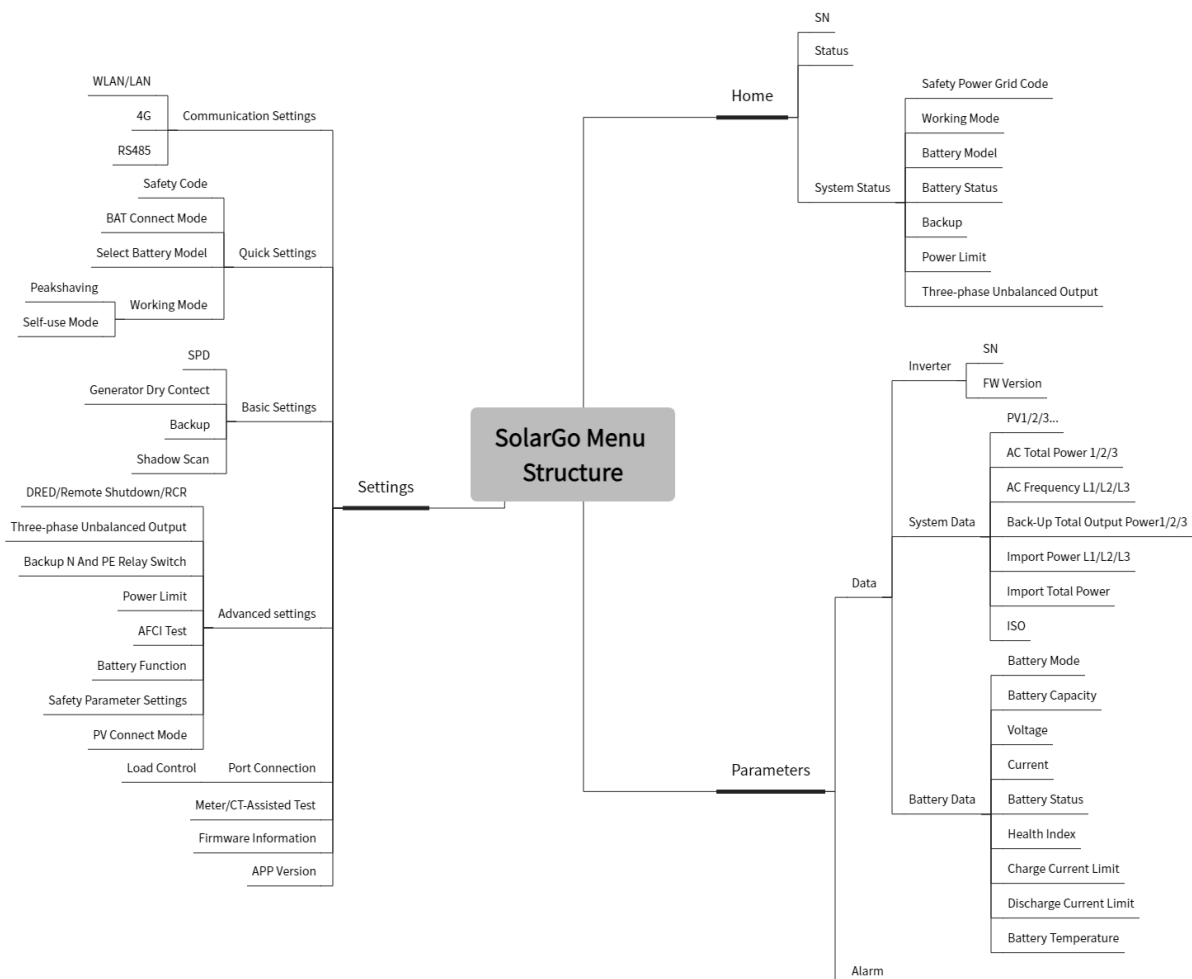 SolarGo Menu
Structure
Home
SN
Status
System Status
Safety Power Grid Code
Working Mode
Battery Model
Battery Status
Backup
Power Limit
Three-phase Unbalanced Output
Parameters
Data
Inverter
SN
FW Version
System Data
PV1/2/3...
AC Total Power 1/2/3
AC Frequency L1/L2/L3
Back-Up Total Output Power1/2/3
Import Power L1/L2/L3
Import Total Power
ISO
Battery Data
Battery Mode
Battery Capacity
Voltage
Current
Battery Status
Health Index
Charge Current Limit
Discharge Current Limit
Battery Temperature
Alarm
Settings
Communication Settings
WLAN/LAN
4G
RS485
Quick Settings
Safety Code
BAT Connect Mode
Select Battery Model
Working Mode
Peakshaving
Self-use Mode
Basic Settings
SPD
Generator Dry Contect
Backup
Shadow Scan
Advanced settings
DRED/Remote Shutdown/RCR
Three-phase Unbalanced Output
Backup N And PE Relay Switch
Power Limit
AFCI Test
Battery Function
Safety Parameter Settings
PV Connect Mode
Port Connection
Load Control
Meter/CT-Assisted Test
Firmware Information
APP Version